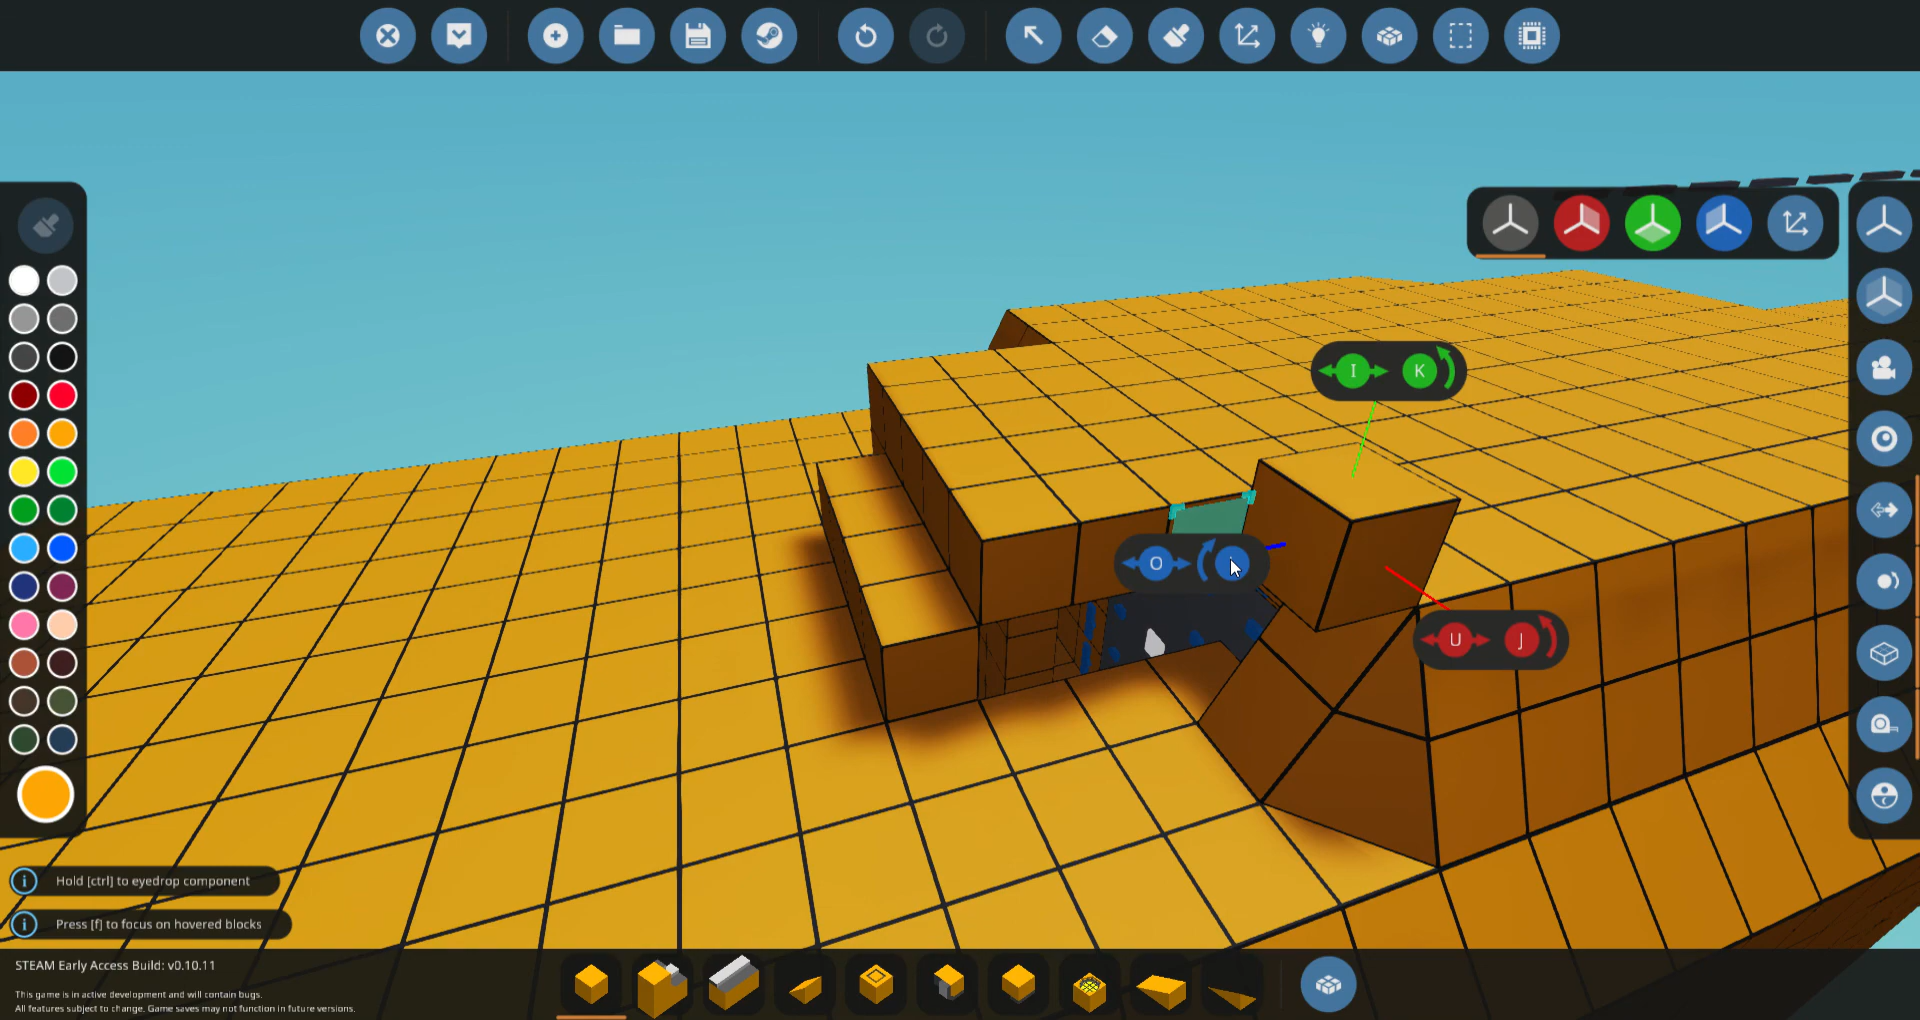 I K
O
U J
Hold [ctrl] to eyedrop component
Press [f] to focus on hovered blocks
STEAM Early Access Build: v0.10.11
This game is in active development and will contain bugs.
All features subject to change. Game saves may not function in future versions.